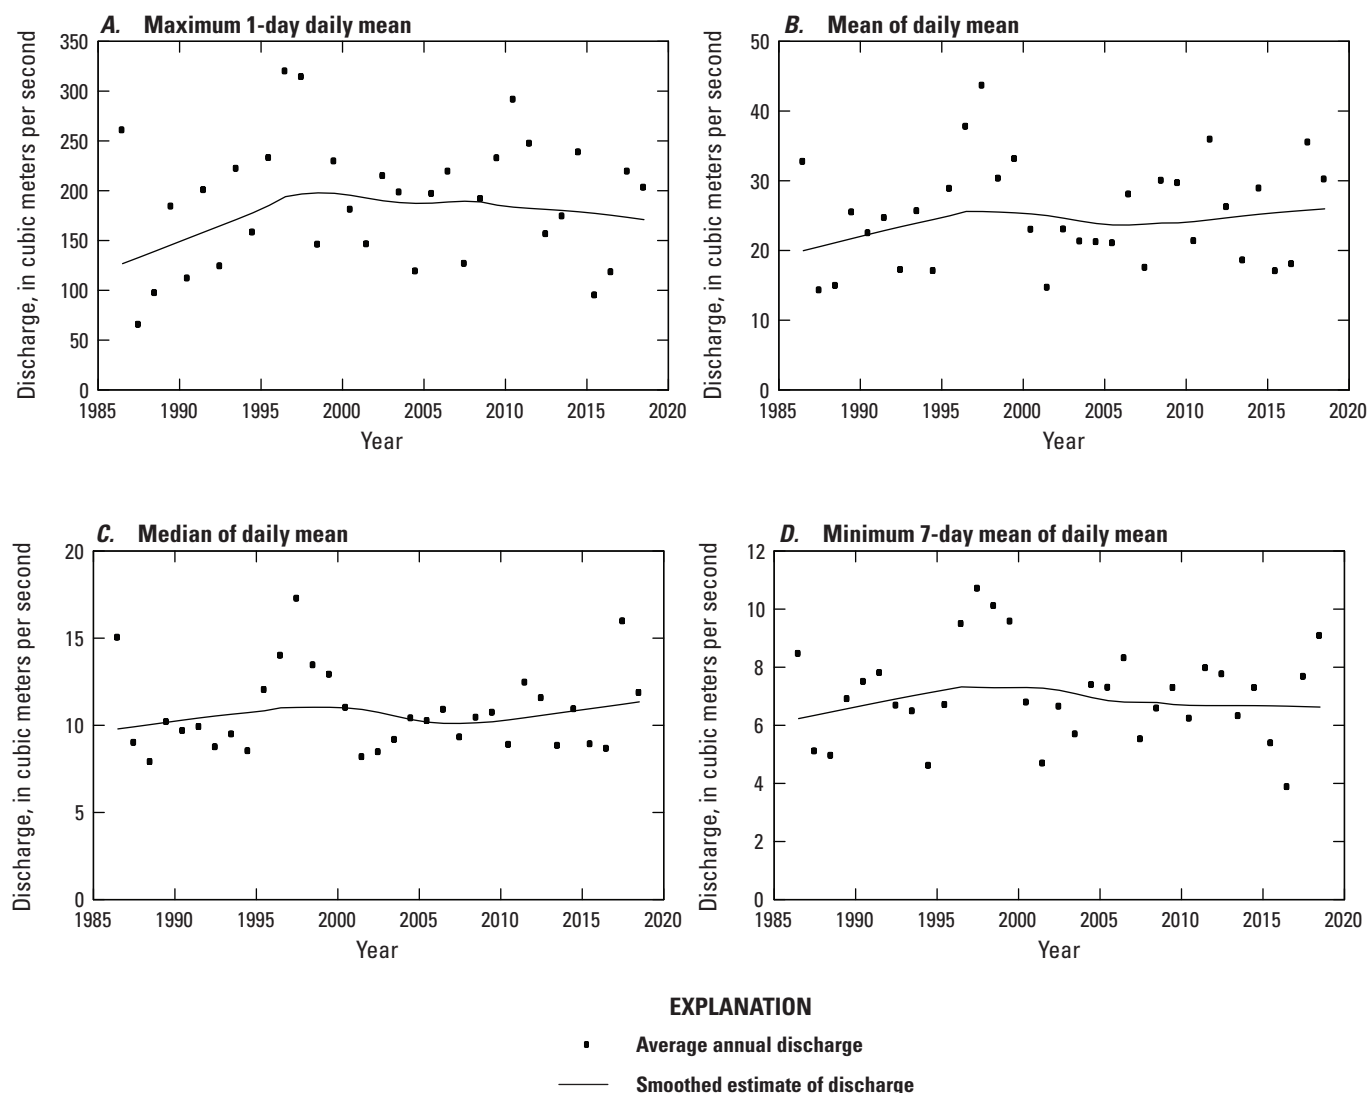 A. Maximum 1-day daily mean
Discharge, in cubic meters per second
350
300
250
200
150
100
50
0
1985 1990 1995 2000 2005 2010 2015 2020
Year
B. Mean of daily mean
Discharge, in cubic meters per second
50
40
30
20
10
0
1985 1990 1995 2000 2005 2010 2015 2020
Year
C. Median of daily mean
Discharge, in cubic meters per second
20
15
10
5
0
1985 1990 1995 2000 2005 2010 2015 2020
Year
D. Minimum 7-day mean of daily mean
Discharge, in cubic meters per second
12
10
8
6
4
2
0
1985 1990 1995 2000 2005 2010 2015 2020
Year
EXPLANATION
Average annual discharge
Smoothed estimate of discharge